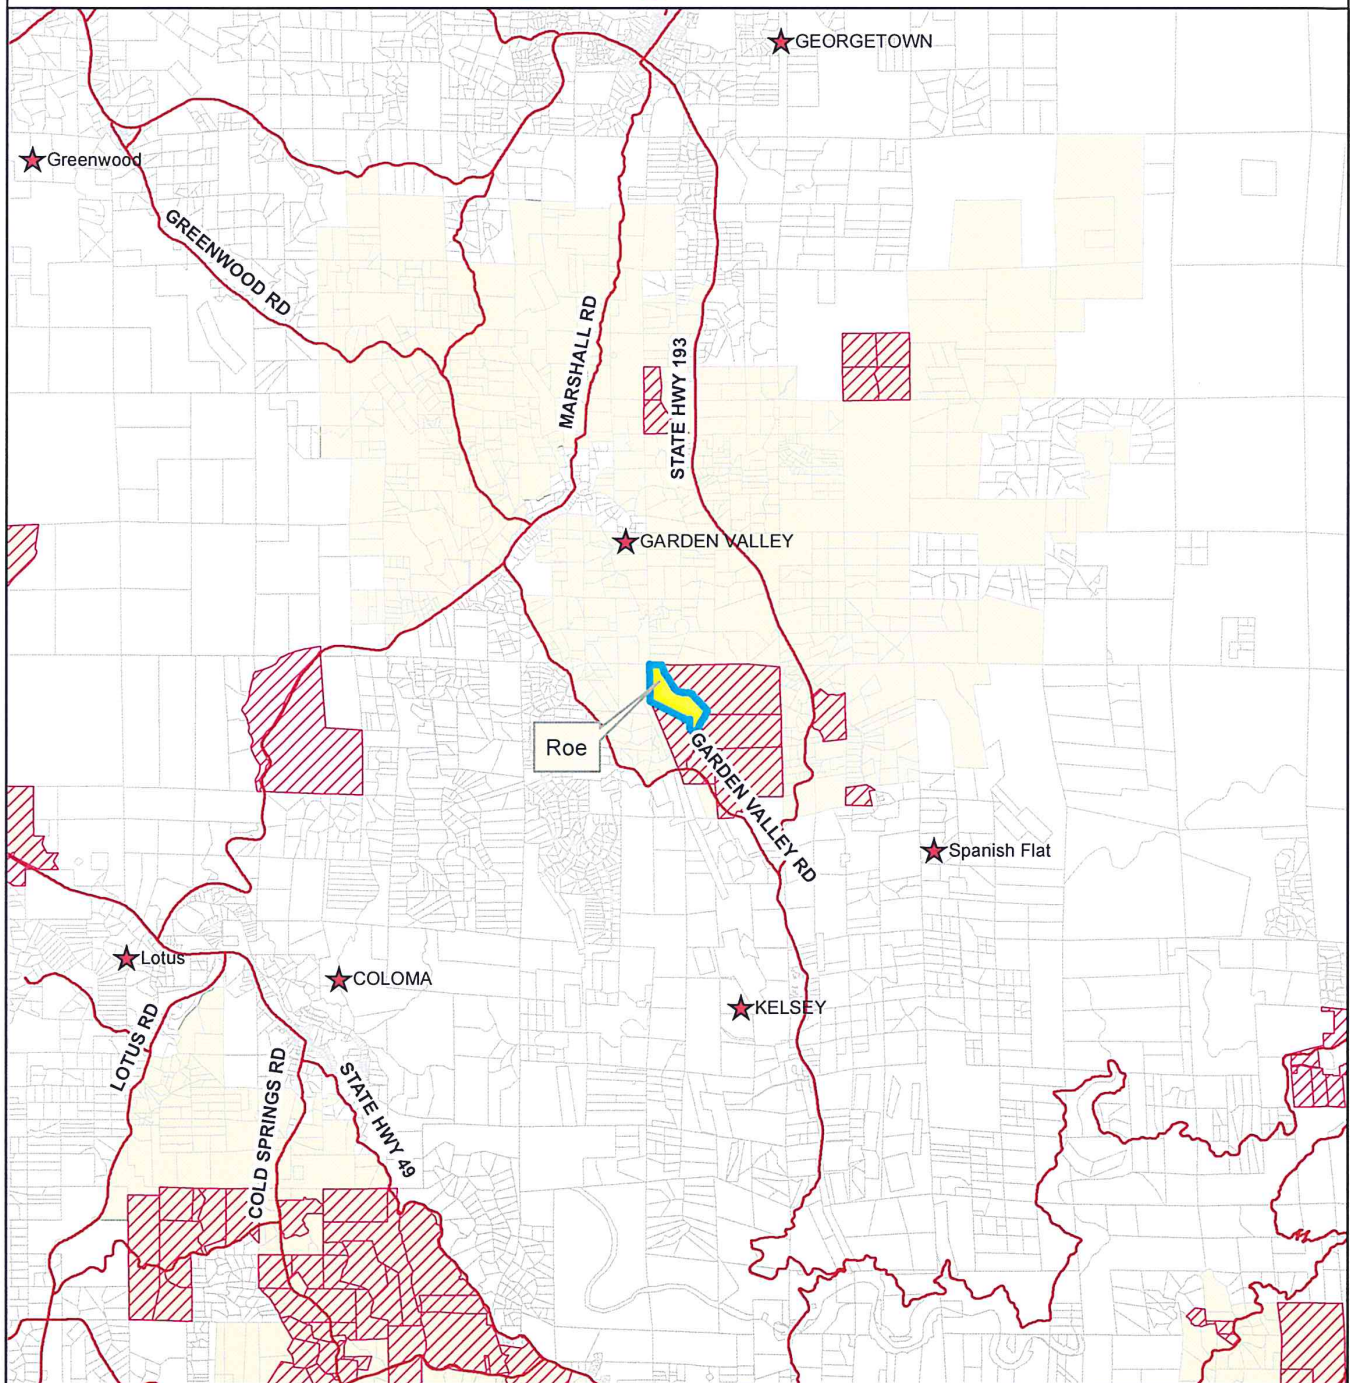 GEORGETOWN
Greenwood
GREENWOOD RD
MARSHALL RD
STATE HWY 193
GARDEN VALLEY
Roe
GARDEN VALLEY RD
Spanish Flat
Lotus
COLOMA
KELSEY
LOTUS RD
COLD SPRINGS RD
STATE HWY 49